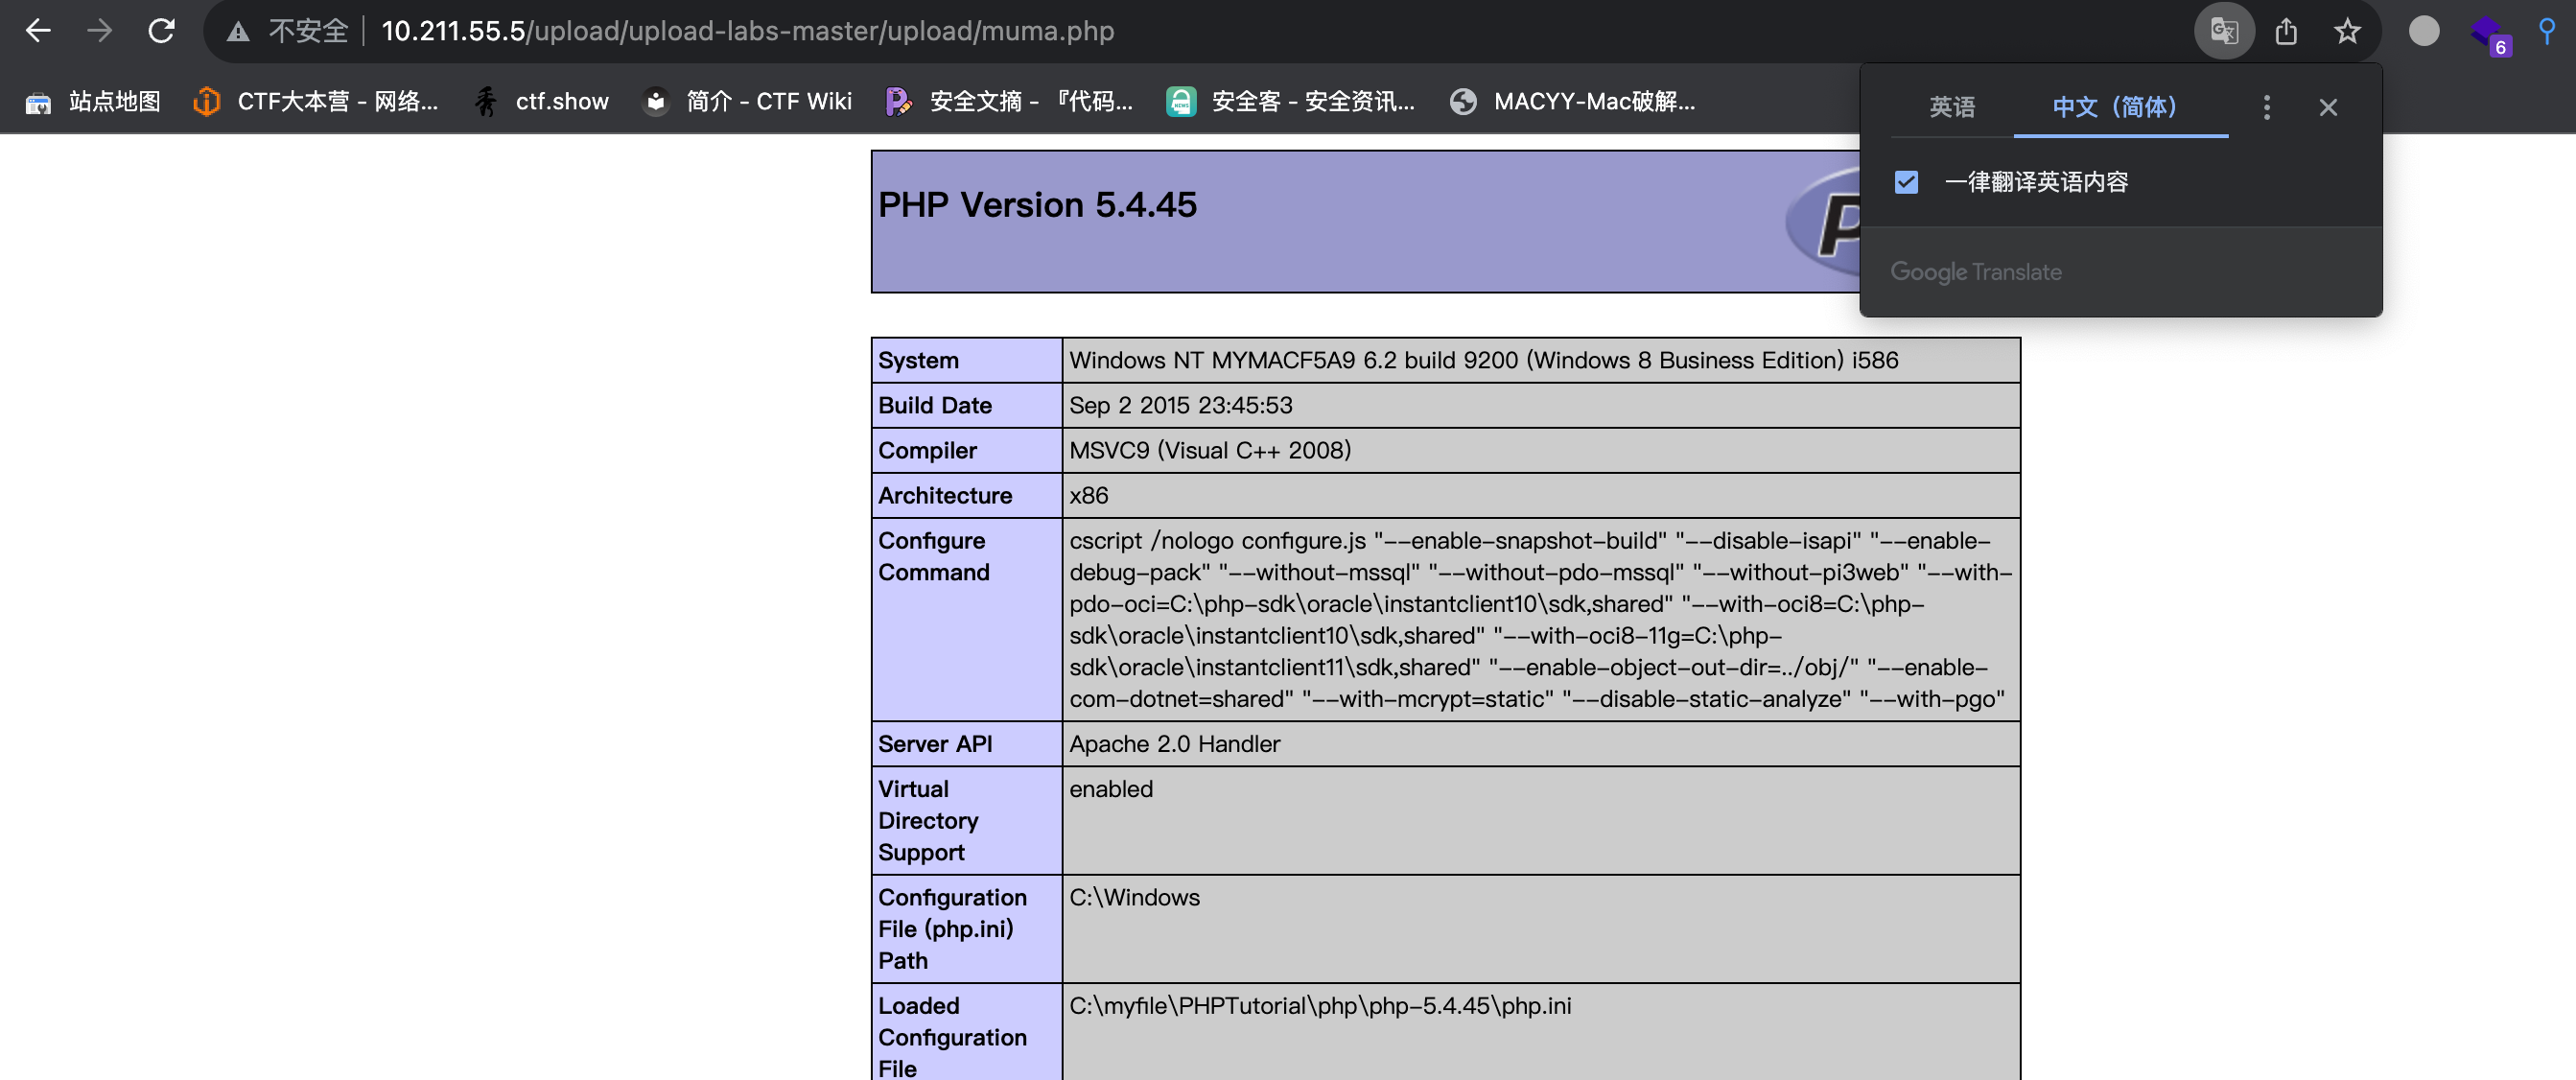 不安全 10.211.55.5/upload/upload-labs-master/upload/muma.php
6
站点地图 CTF大本营 - 网络... ctf.show 简介 - CTF Wiki 安全文摘 - 『代码... 安全客 - 安全资讯... MACYY-Mac破解...
英语 中文（简体）
一律翻译英语内容
Google Translate
PHP Version 5.4.45
System Windows NT MYMACF5A9 6.2 build 9200 (Windows 8 Business Edition) i586
Build Date Sep 2 2015 23:45:53
Compiler MSVC9 (Visual C++ 2008)
Architecture x86
Configure Command cscript /nologo configure.js "--enable-snapshot-build" "--disable-isapi" "--enable-
debug-pack" "--without-mssql" "--without-pdo-mssql" "--without-pi3web" "--with-
pdo-oci=C:\php-sdk\oracle\instantclient10\sdk,shared" "--with-oci8=C:\php-
sdk\oracle\instantclient10\sdk,shared" "--with-oci8-11g=C:\php-
sdk\oracle\instantclient11\sdk,shared" "--enable-object-out-dir=../obj/" "--enable-
com-dotnet=shared" "--with-mcrypt=static" "--disable-static-analyze" "--with-pgo"
Server API Apache 2.0 Handler
Virtual Directory Support enabled
Configuration File (php.ini) Path C:\Windows
Loaded Configuration File C:\myfile\PHPTutorial\php\php-5.4.45\php.ini